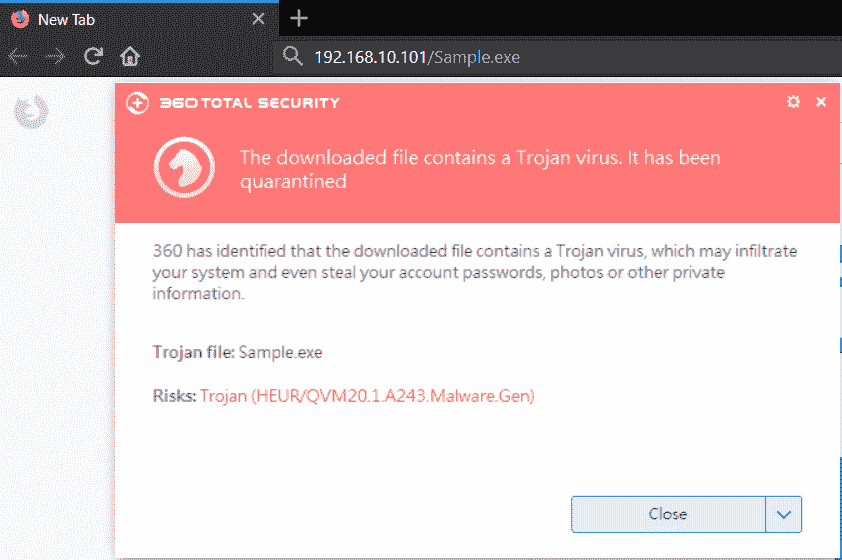 New Tab
192.168.10.101/Sample.exe
360 TOTAL SECURITY
The downloaded file contains a Trojan virus. It has been
quarantined
360 has identified that the downloaded file contains a Trojan virus, which may infiltrate
your system and even steal your account passwords, photos or other private
information.
Trojan file: Sample.exe
Risks: Trojan (HEUR/QVM20.1.A243.Malware.Gen)
Close